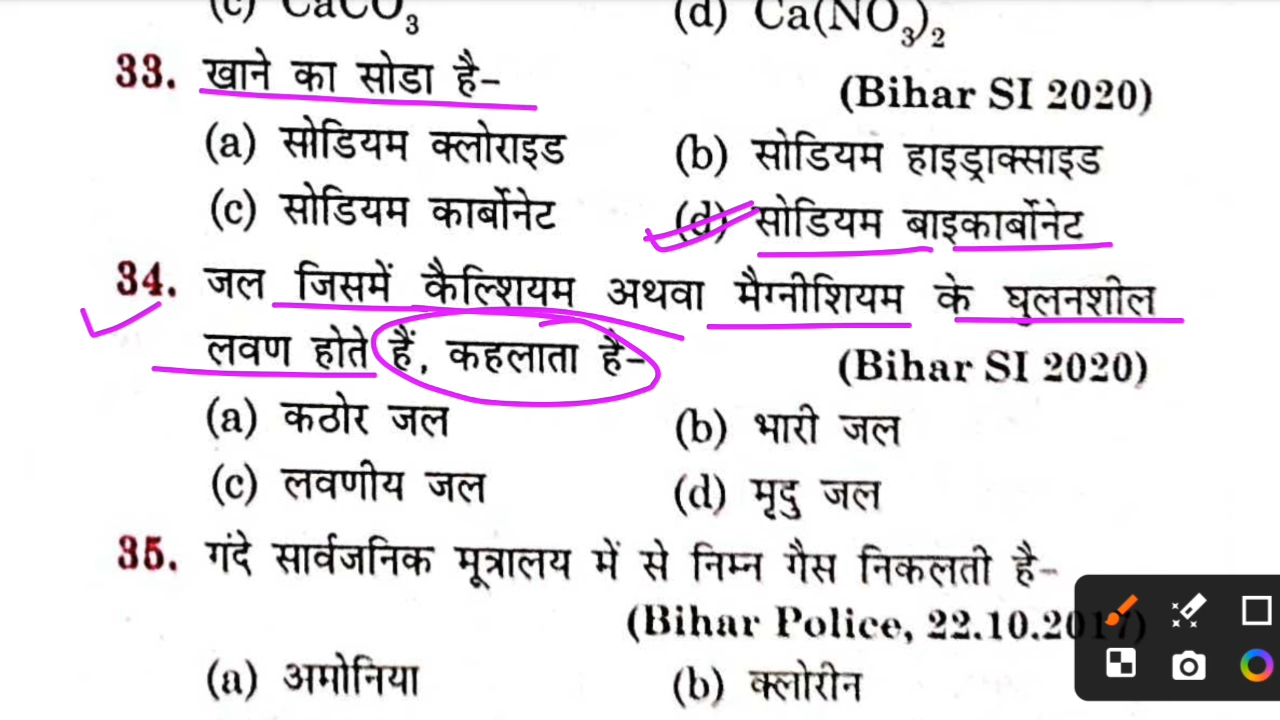 (c) CaCO₃ (d) Ca(NO₃)₂
33. खाने का सोडा है-
(Bihar SI 2020)
(a) सोडियम क्लोराइड (b) सोडियम हाइड्राक्साइड
(c) सोडियम कार्बोनेट (d) सोडियम बाइकार्बोनेट
34. जल जिसमें कैल्शियम अथवा मैग्नीशियम के घुलनशील
लवण होते हैं, कहलाता है- (Bihar SI 2020)
(a) कठोर जल (b) भारी जल
(c) लवणीय जल (d) मृदु जल
35. गंदे सार्वजनिक मूत्रालय में से निम्न गैस निकलती है-
(Bihar Police, 22.10.2017)
(a) अमोनिया (b) क्लोरीन